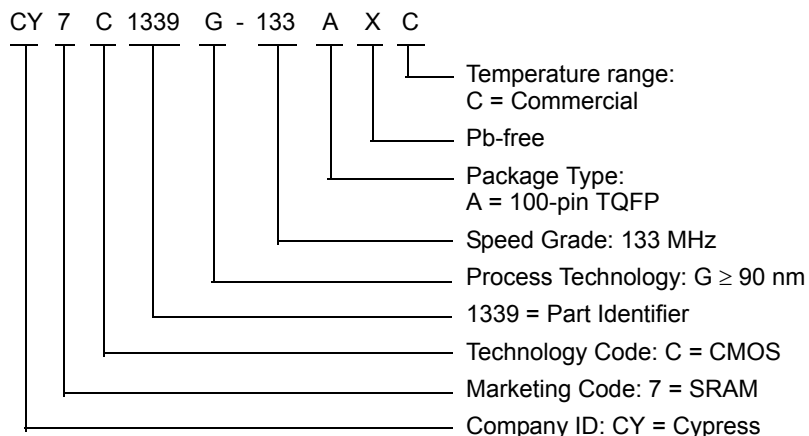 CY 7 C 1339 G - 133 A X C
Temperature range:
C = Commercial
Pb-free
Package Type:
A = 100-pin TQFP
Speed Grade: 133 MHz
Process Technology: G ≥ 90 nm
1339 = Part Identifier
Technology Code: C = CMOS
Marketing Code: 7 = SRAM
Company ID: CY = Cypress